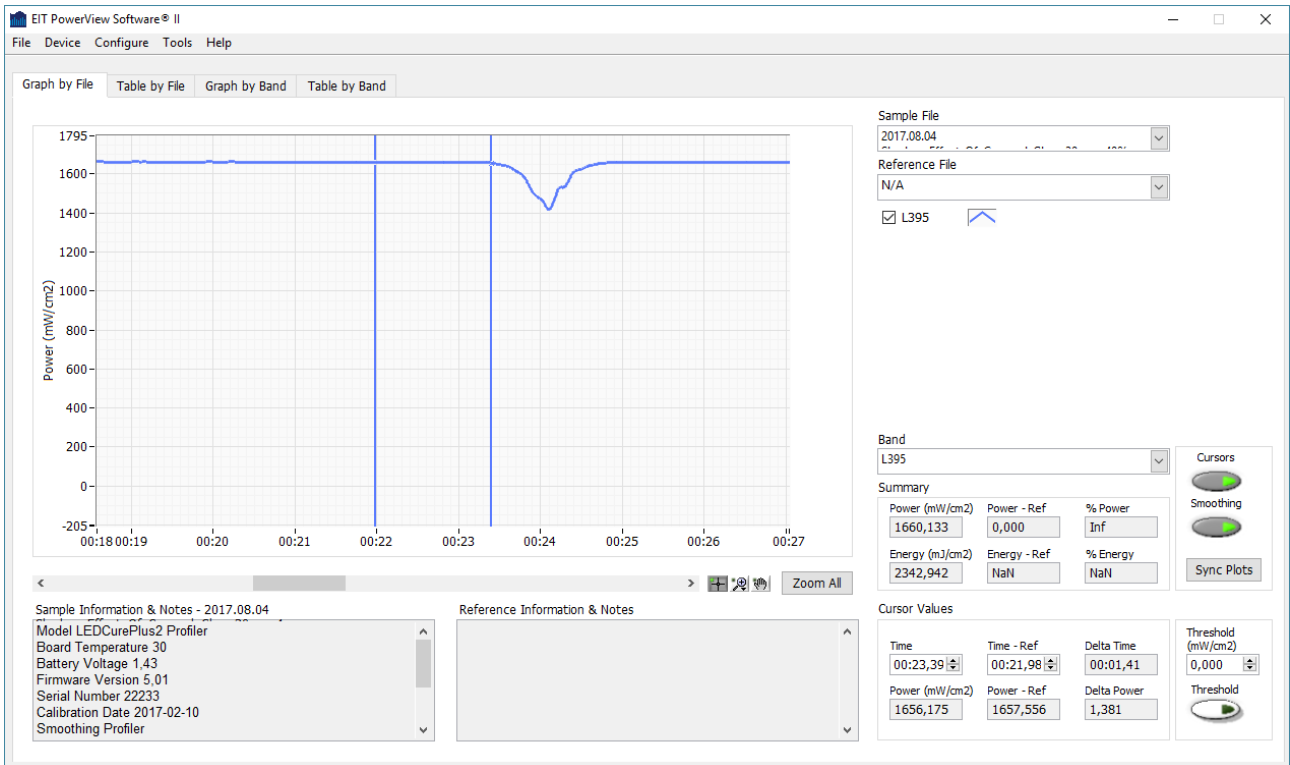 EIT PowerView Software® II
File Device Configure Tools Help
Graph by File Table by File Graph by Band Table by Band
1795
1600
1400
1200
1000
800
600
400
200
0
-205
Power (mW/cm2)
00:18 00:19 00:20 00:21 00:22 00:23 00:24 00:25 00:26 00:27
Zoom All
Sample File
2017.08.04
Reference File
N/A
L395
Band
L395
Summary
Power (mW/cm2) Power - Ref % Power
1660,133 0,000 Inf
Energy (mJ/cm2) Energy - Ref % Energy
2342,942 NaN NaN
Cursors
Smoothing
Sync Plots
Sample Information & Notes - 2017.08.04
Model LEDCurePlus2 Profiler
Board Temperature 30
Battery Voltage 1,43
Firmware Version 5,01
Serial Number 22233
Calibration Date 2017-02-10
Smoothing Profiler
Reference Information & Notes
Cursor Values
Time Time - Ref Delta Time
00:23,39 00:21,98 00:01,41
Power (mW/cm2) Power - Ref Delta Power
1656,175 1657,556 1,381
Threshold
(mW/cm2)
0,000
Threshold